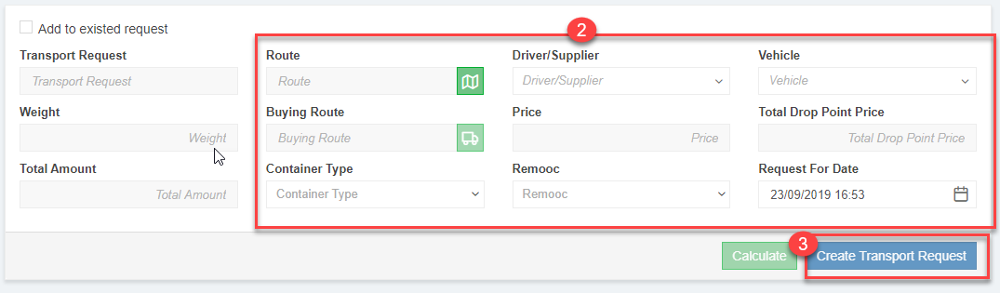 Add to existed request
2
Transport Request
Route
Driver/Supplier
Vehicle
Transport Request
Route
Driver/Supplier
Vehicle
Weight
Buying Route
Price
Total Drop Point Price
Weight
Buying Route
Price
Total Drop Point Price
Total Amount
Container Type
Remooc
Request For Date
Total Amount
Container Type
Remooc
23/09/2019 16:53
3
Calculate
Create Transport Request